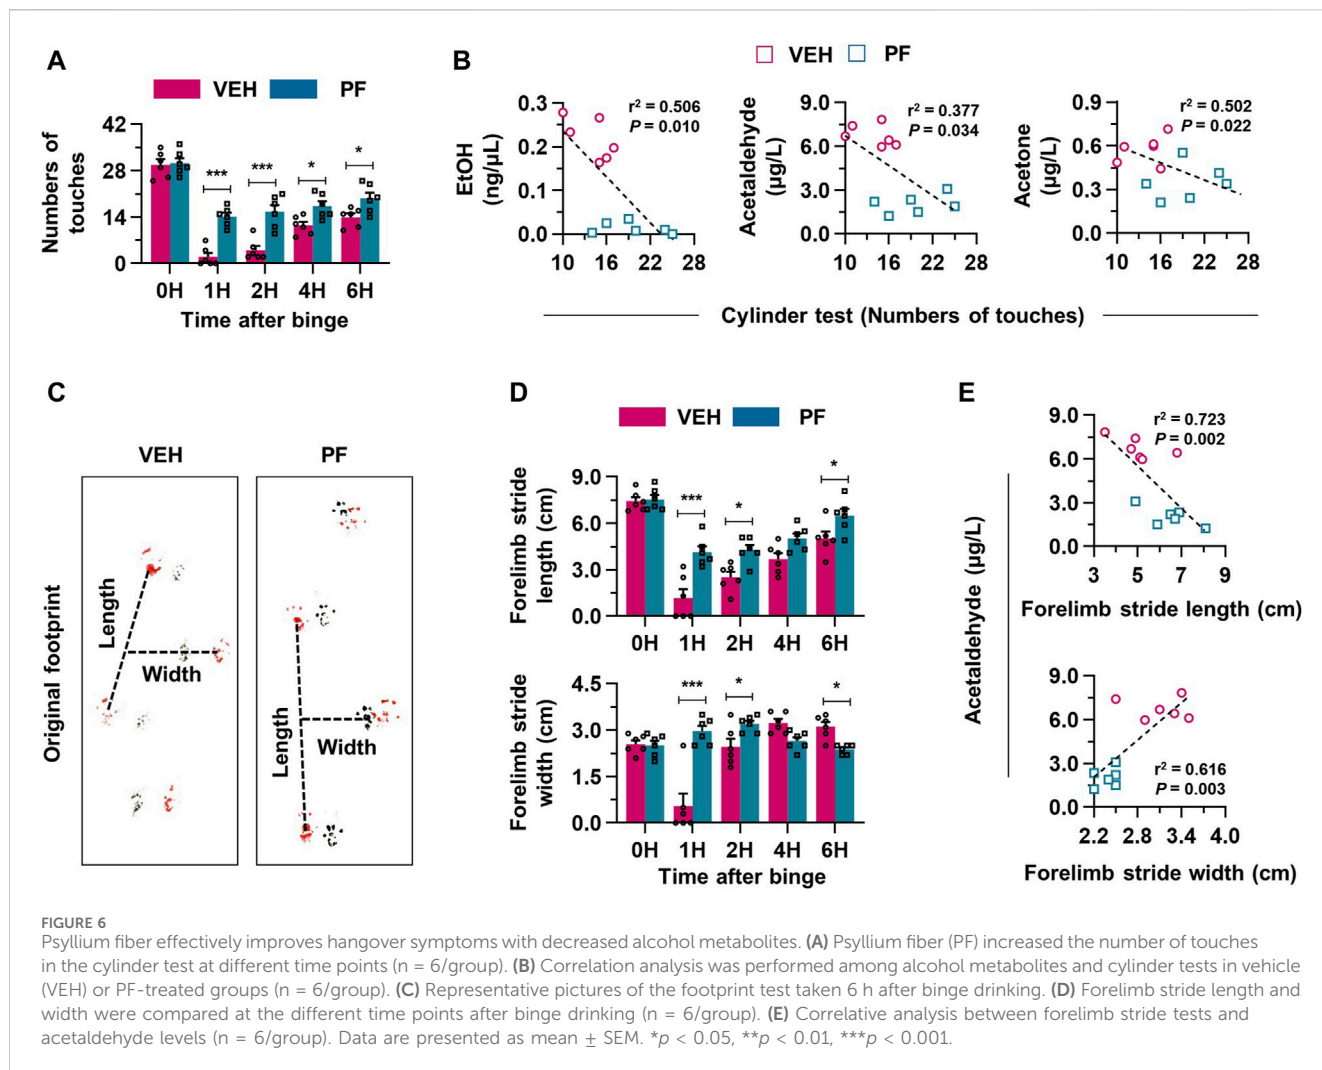 A
VEH PF
Numbers of
touches
42
28
14
0
***
***
*
*
0H 1H 2H 4H 6H
Time after binge
B
VEH PF
EtOH
(ng/µL)
0.3
0.2
0.1
0.0
r² = 0.506
P = 0.010
10 16 22 28
Acetaldehyde
(µg/L)
9.0
6.0
3.0
0.0
r² = 0.377
P = 0.034
10 16 22 28
Acetone
(µg/L)
0.9
0.6
0.3
0.0
r² = 0.502
P = 0.022
10 16 22 28
Cylinder test (Numbers of touches)
C
VEH PF
Original footprint
Length
Width
Length
Width
D
VEH PF
Forelimb stride
length (cm)
9.0
6.0
3.0
0.0
***
*
*
0H 1H 2H 4H 6H
Forelimb stride
width (cm)
4.5
3.0
1.5
0.0
***
*
*
0H 1H 2H 4H 6H
Time after binge
E
Acetaldehyde (µg/L)
9.0
6.0
3.0
0.0
r² = 0.723
P = 0.002
3 5 7 9
Forelimb stride length (cm)
9.0
6.0
3.0
0.0
r² = 0.616
P = 0.003
2.2 2.8 3.4 4.0
Forelimb stride width (cm)
FIGURE 6
Psyllium fiber effectively improves hangover symptoms with decreased alcohol metabolites. (A) Psyllium fiber (PF) increased the number of touches
in the cylinder test at different time points (n = 6/group). (B) Correlation analysis was performed among alcohol metabolites and cylinder tests in vehicle
(VEH) or PF-treated groups (n = 6/group). (C) Representative pictures of the footprint test taken 6 h after binge drinking. (D) Forelimb stride length and
width were compared at the different time points after binge drinking (n = 6/group). (E) Correlative analysis between forelimb stride tests and
acetaldehyde levels (n = 6/group). Data are presented as mean ± SEM. *p < 0.05, **p < 0.01, ***p < 0.001.